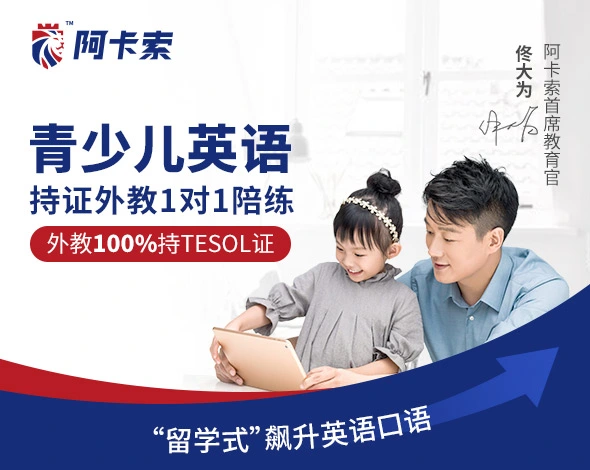 阿卡索
TM
青少儿英语
持证外教1对1陪练
外教100%持TESOL证
阿卡索首席教育官
佟大为
“留学式”飙升英语口语